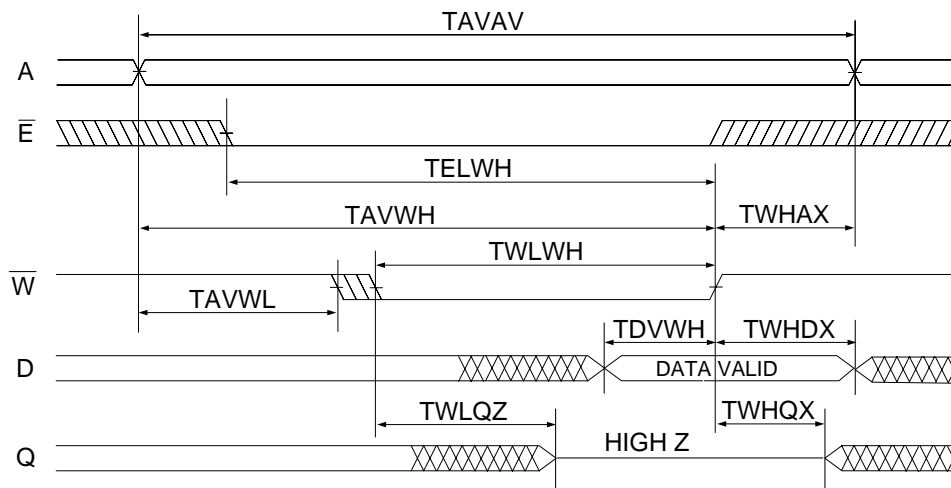 TAVAV
A
E̅
TELWH
TAVWH
TWHAX
TWLWH
W̅
TAVWL
TDVWH
TWHDX
D
DATA VALID
TWLQZ
TWHQX
Q
HIGH Z